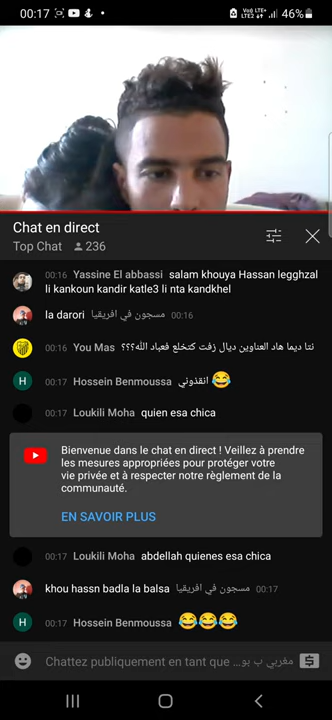 00:17 Vo) LTE+ LTE2 46%
Chat en direct
Top Chat 236
00:16 Yassine El abbassi salam khouya Hassan legghzal
li kankoun kandir katle3 li nta kandkhel
la darori مسجون في افريقيا 00:16
00:16 You Mas نتا ديما هاد العناوين ديال زفت كتخلع فعباد الله؟؟؟
00:17 Hossein Benmoussa انقذوني 😂
00:17 Loukili Moha quien esa chica
Bienvenue dans le chat en direct ! Veillez à prendre
les mesures appropriées pour protéger votre
vie privée et à respecter notre règlement de la
communauté.
EN SAVOIR PLUS
00:17 Loukili Moha abdellah quienes esa chica
khou hassn badla la balsa مسجون في افريقيا 00:17
00:17 Hossein Benmoussa 😂😂😂
Chattez publiquement en tant que ...مغربي ب بو